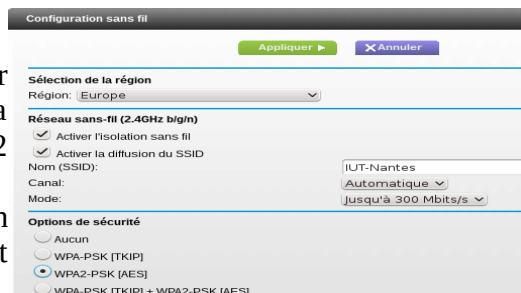 Configuration sans fil
Appliquer ▶ X Annuler
r
Sélection de la région
Région: Europe
a
Réseau sans-fil (2.4GHz b/g/n)
Activer l'isolation sans fil
2
Activer la diffusion du SSID
Nom (SSID): IUT-Nantes
Canal: Automatique
Mode: Jusqu'à 300 Mbits/s
n
Options de sécurité
Aucun
t
WPA-PSK [TKIP]
WPA2-PSK [AES]
WPA-PSK [TKIP] + WPA2-PSK [AES]